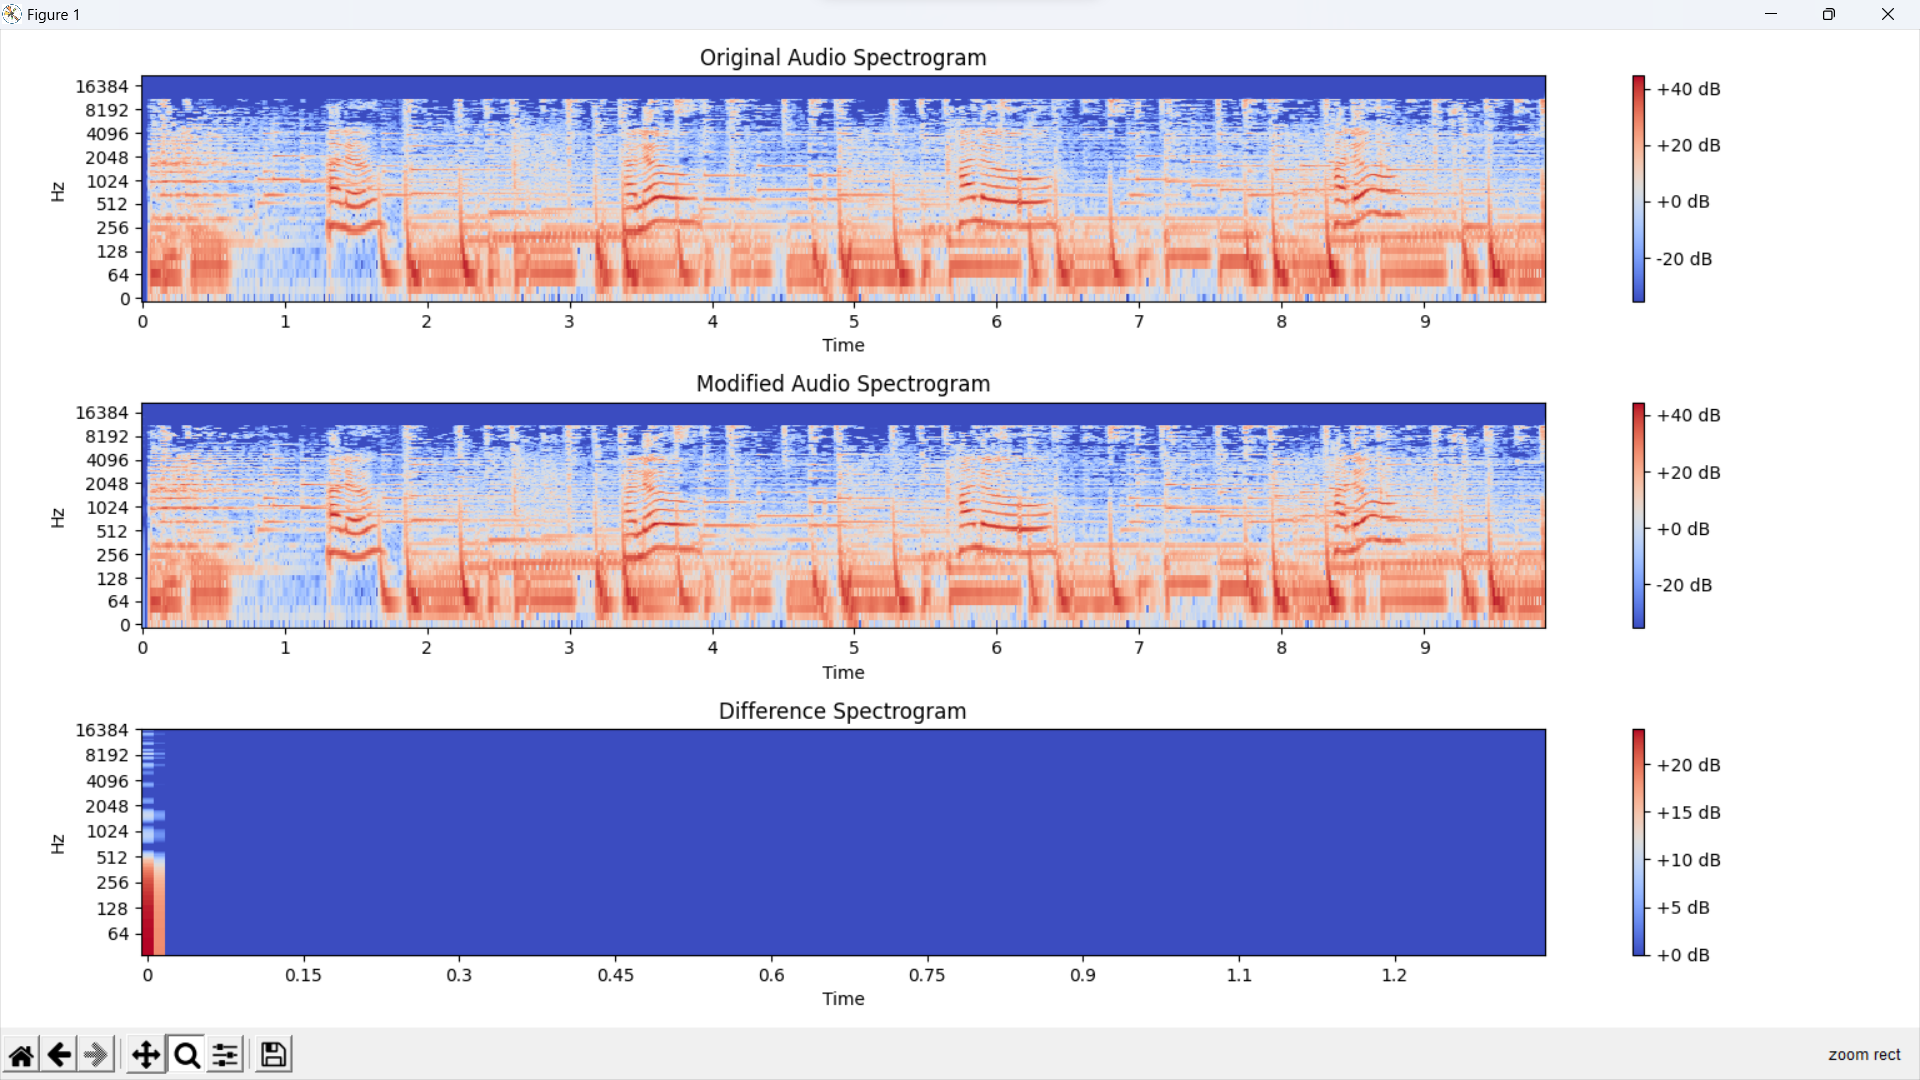 Figure 1
Original Audio Spectrogram
16384
8192
4096
2048
1024
512
256
128
64
0
Hz
0 1 2 3 4 5 6 7 8 9
Time
+40 dB
+20 dB
+0 dB
-20 dB
Modified Audio Spectrogram
16384
8192
4096
2048
1024
512
256
128
64
0
Hz
0 1 2 3 4 5 6 7 8 9
Time
+40 dB
+20 dB
+0 dB
-20 dB
Difference Spectrogram
16384
8192
4096
2048
1024
512
256
128
64
Hz
0 0.15 0.3 0.45 0.6 0.75 0.9 1.1 1.2
Time
+20 dB
+15 dB
+10 dB
+5 dB
+0 dB
zoom rect